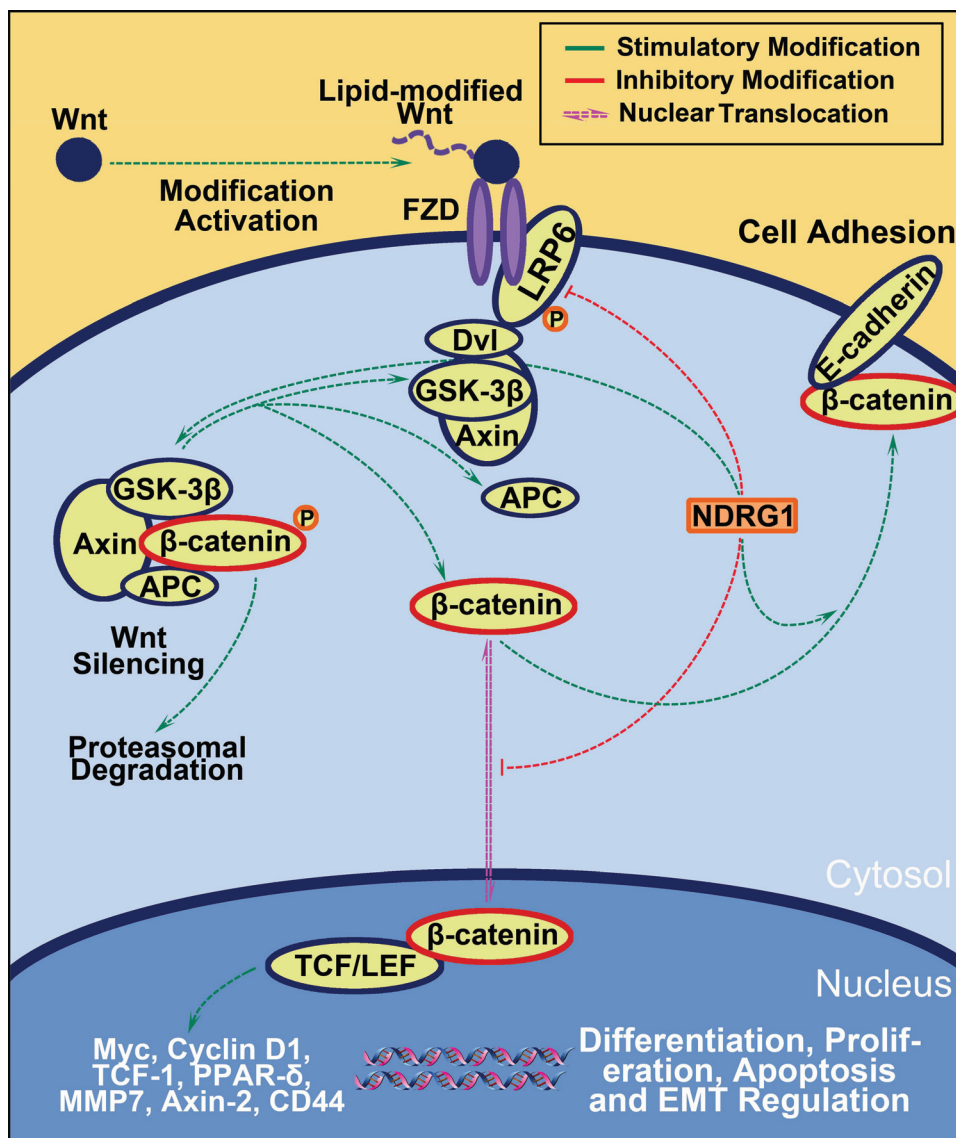 Stimulatory Modification
Inhibitory Modification
Nuclear Translocation
Wnt
Lipid-modified
Wnt
Modification
Activation
FZD
LRP6
P
Cell Adhesion
E-cadherin
β-catenin
Dvl
GSK-3β
Axin
APC
NDRG1
GSK-3β
Axin
β-catenin
P
APC
β-catenin
Wnt
Silencing
Proteasomal
Degradation
Cytosol
β-catenin
TCF/LEF
Nucleus
Myc, Cyclin D1,
TCF-1, PPAR-δ,
MMP7, Axin-2, CD44
Differentiation, Prolif-
eration, Apoptosis
and EMT Regulation